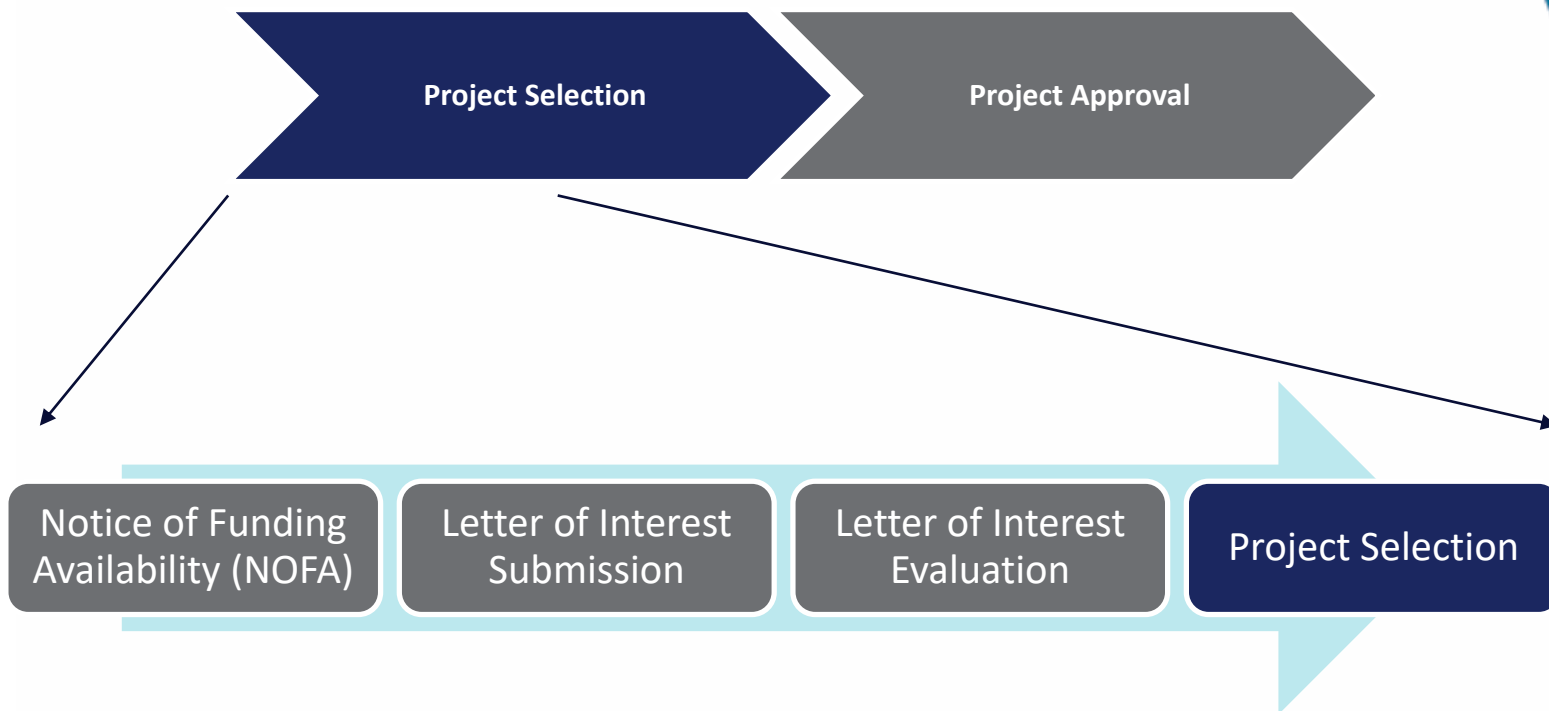 Project Selection
Project Approval
Notice of Funding
Availability (NOFA)
Letter of Interest
Submission
Letter of Interest
Evaluation
Project Selection